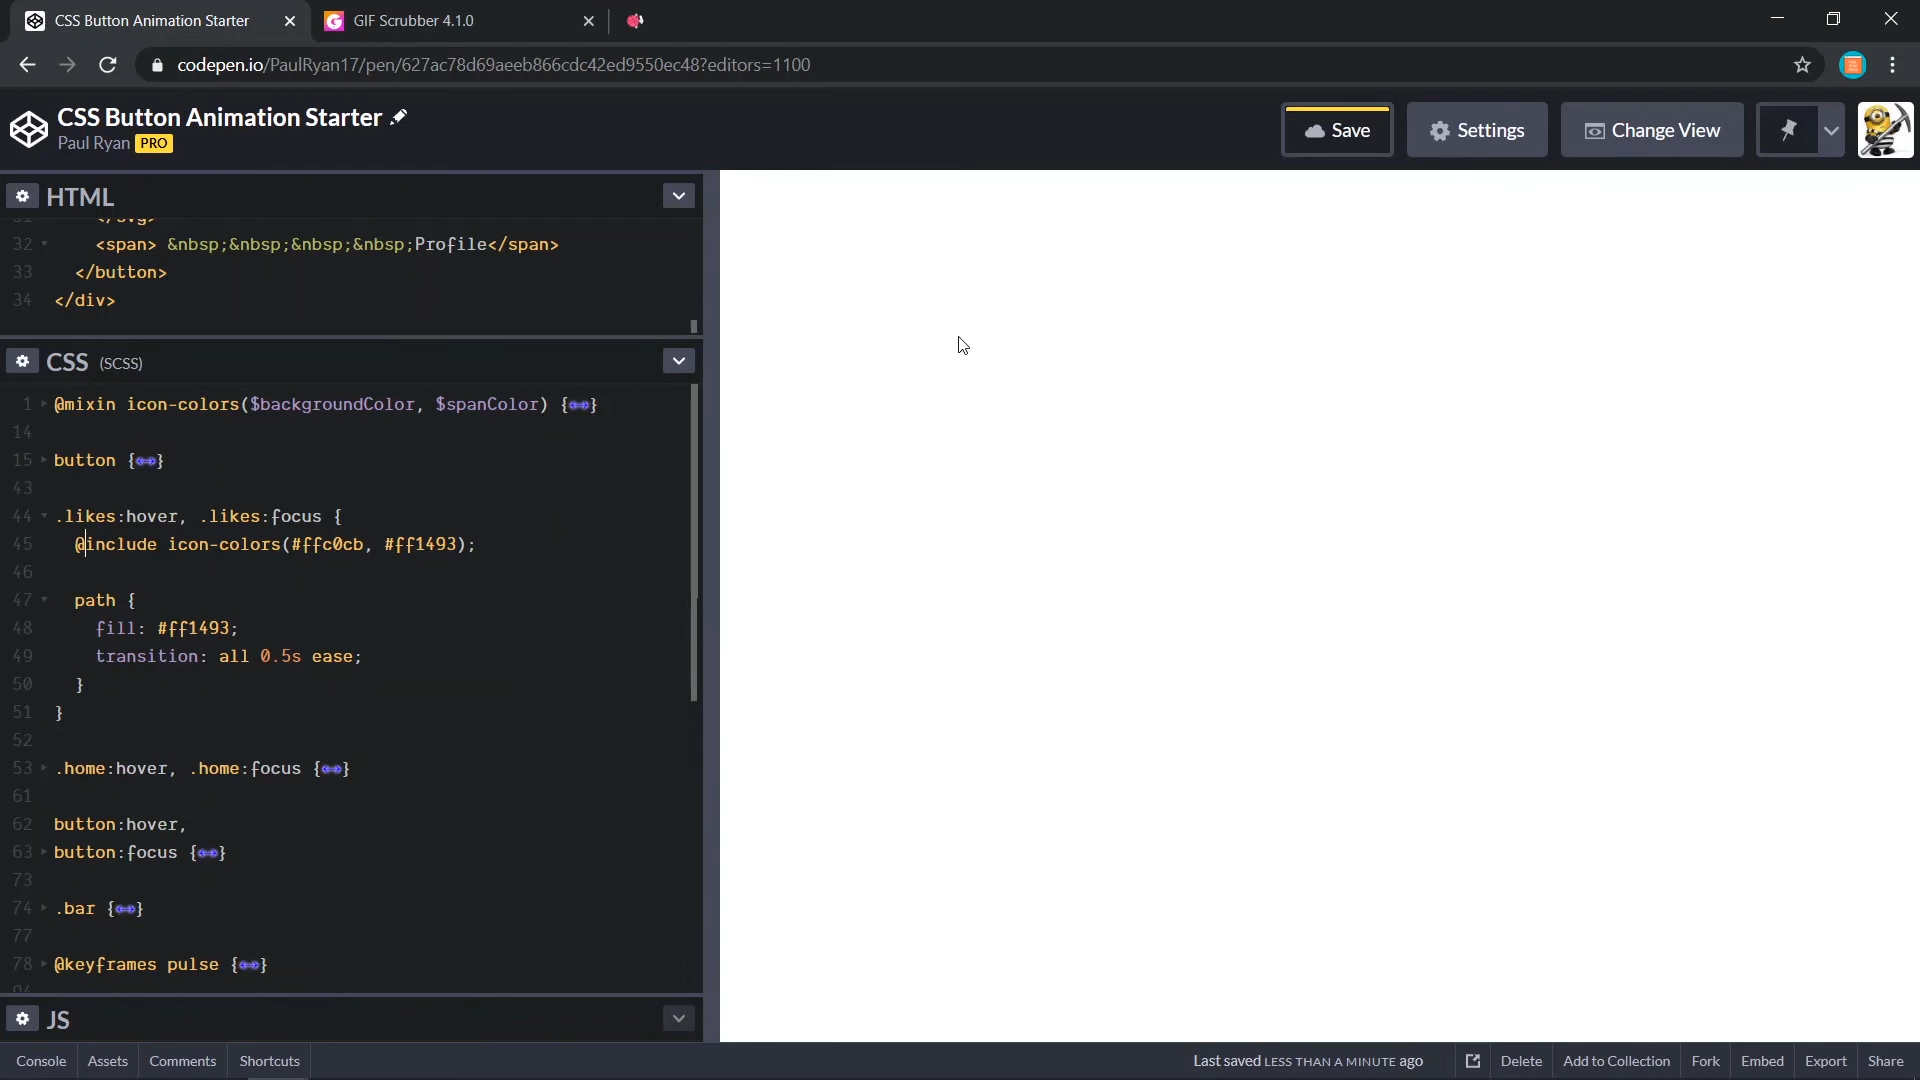 CSS Button Animation Starter
GIF Scrubber 4.1.0
codepen.io/PaulRyan17/pen/627ac78d69aeeb866cdc42ed9550ec48?editors=1100
CSS Button Animation Starter
Paul Ryan PRO
Save
Settings
Change View
HTML
31 </svg>
32 <span> &nbsp;&nbsp;&nbsp;&nbsp;Profile</span>
33 </button>
34 </div>
CSS (SCSS)
1 @mixin icon-colors($backgroundColor, $spanColor) {↔}
14
15 button {↔}
43
44 .likes:hover, .likes:focus {
45 @include icon-colors(#ffc0cb, #ff1493);
46
47 path {
48 fill: #ff1493;
49 transition: all 0.5s ease;
50 }
51 }
52
53 .home:hover, .home:focus {↔}
61
62 button:hover,
63 button:focus {↔}
73
74 .bar {↔}
77
78 @keyframes pulse {↔}
94
JS
Console Assets Comments Shortcuts Last saved LESS THAN A MINUTE ago Delete Add to Collection Fork Embed Export Share